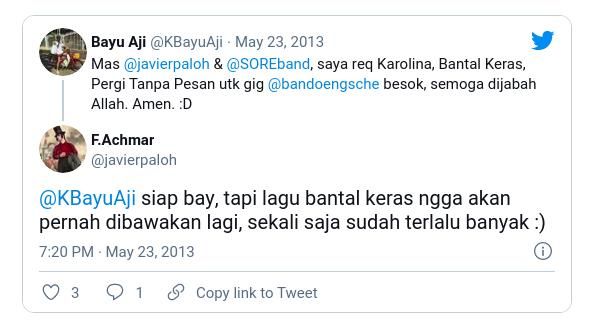 Bayu Aji @KBayuAji · May 23, 2013
Mas @javierpaloh & @SOREband, saya req Karolina, Bantal Keras,
Pergi Tanpa Pesan utk gig @bandoengsche besok, semoga dijabah
Allah. Amen. :D
F.Achmar
@javierpaloh
@KBayuAji siap bay, tapi lagu bantal keras ngga akan
pernah dibawakan lagi, sekali saja sudah terlalu banyak :)
7:20 PM · May 23, 2013
3 1 Copy link to Tweet